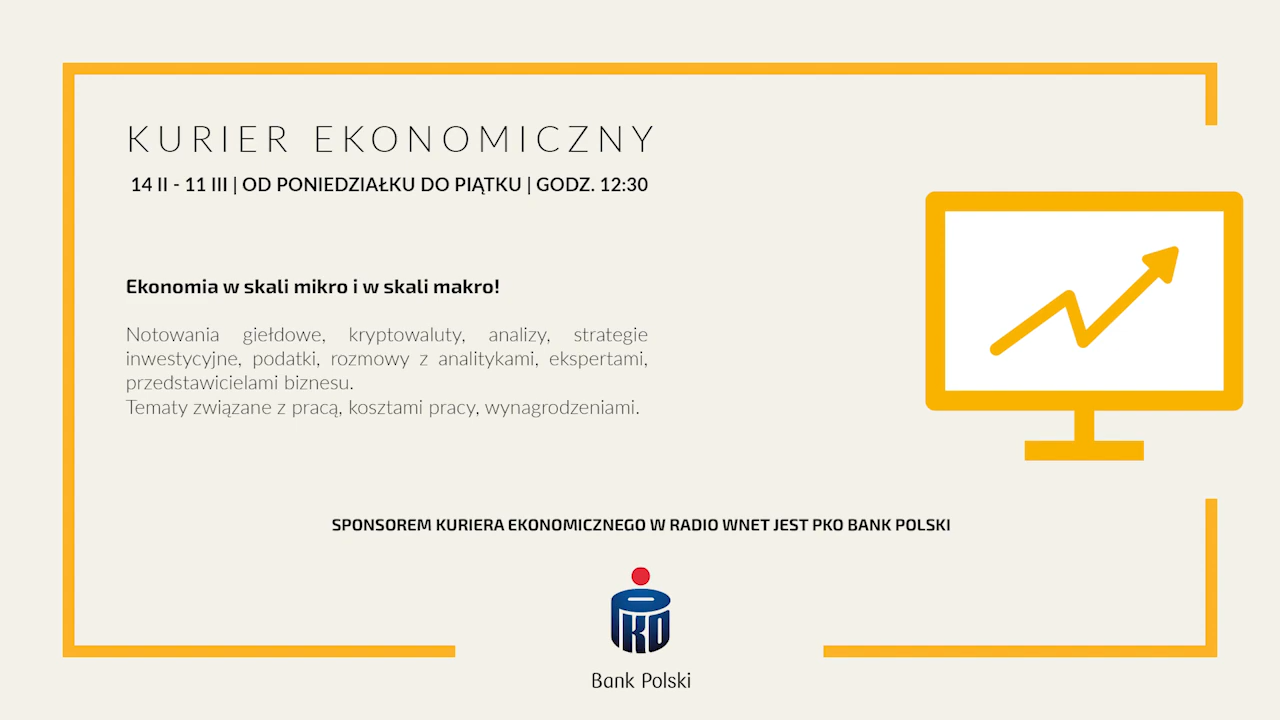 KURIER EKONOMICZNY
14 II - 11 III | OD PONIEDZIAŁKU DO PIĄTKU | GODZ. 12:30
Ekonomia w skali mikro i w skali makro!
Notowania giełdowe, kryptowaluty, analizy, strategie
inwestycyjne, podatki, rozmowy z analitykami, ekspertami,
przedstawicielami biznesu.
Tematy związane z pracą, kosztami pracy, wynagrodzeniami.
SPONSOREM KURIERA EKONOMICZNEGO W RADIO WNET JEST PKO BANK POLSKI
PKO
Bank Polski